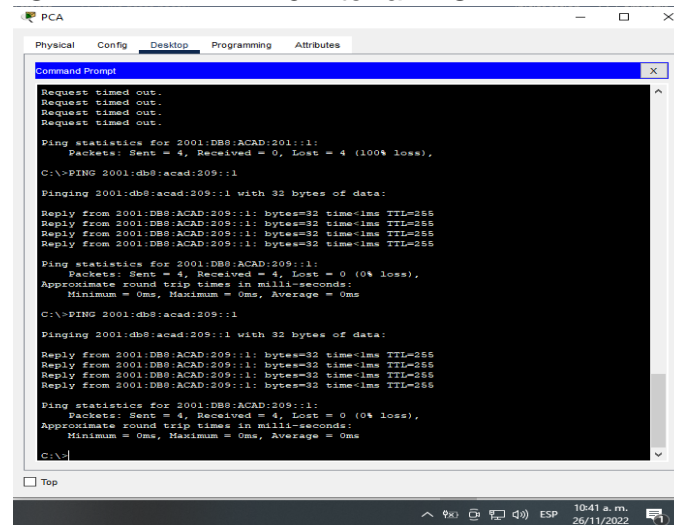 PCA
Physical Config Desktop Programming Attributes
Command Prompt
X
Request timed out.
Request timed out.
Request timed out.
Request timed out.
Ping statistics for 2001:DB8:ACAD:201::1:
Packets: Sent = 4, Received = 0, Lost = 4 (100% loss),
C:\>PING 2001:db8:acad:209::1
Pinging 2001:db8:acad:209::1 with 32 bytes of data:
Reply from 2001:DB8:ACAD:209::1: bytes=32 time<1ms TTL=255
Reply from 2001:DB8:ACAD:209::1: bytes=32 time<1ms TTL=255
Reply from 2001:DB8:ACAD:209::1: bytes=32 time<1ms TTL=255
Reply from 2001:DB8:ACAD:209::1: bytes=32 time<1ms TTL=255
Ping statistics for 2001:DB8:ACAD:209::1:
Packets: Sent = 4, Received = 4, Lost = 0 (0% loss),
Approximate round trip times in milli-seconds:
Minimum = 0ms, Maximum = 0ms, Average = 0ms
C:\>PING 2001:db8:acad:209::1
Pinging 2001:db8:acad:209::1 with 32 bytes of data:
Reply from 2001:DB8:ACAD:209::1: bytes=32 time<1ms TTL=255
Reply from 2001:DB8:ACAD:209::1: bytes=32 time<1ms TTL=255
Reply from 2001:DB8:ACAD:209::1: bytes=32 time<1ms TTL=255
Reply from 2001:DB8:ACAD:209::1: bytes=32 time<1ms TTL=255
Ping statistics for 2001:DB8:ACAD:209::1:
Packets: Sent = 4, Received = 4, Lost = 0 (0% loss),
Approximate round trip times in milli-seconds:
Minimum = 0ms, Maximum = 0ms, Average = 0ms
C:\>
Top
ESP
10:41 a. m.
26/11/2022
1